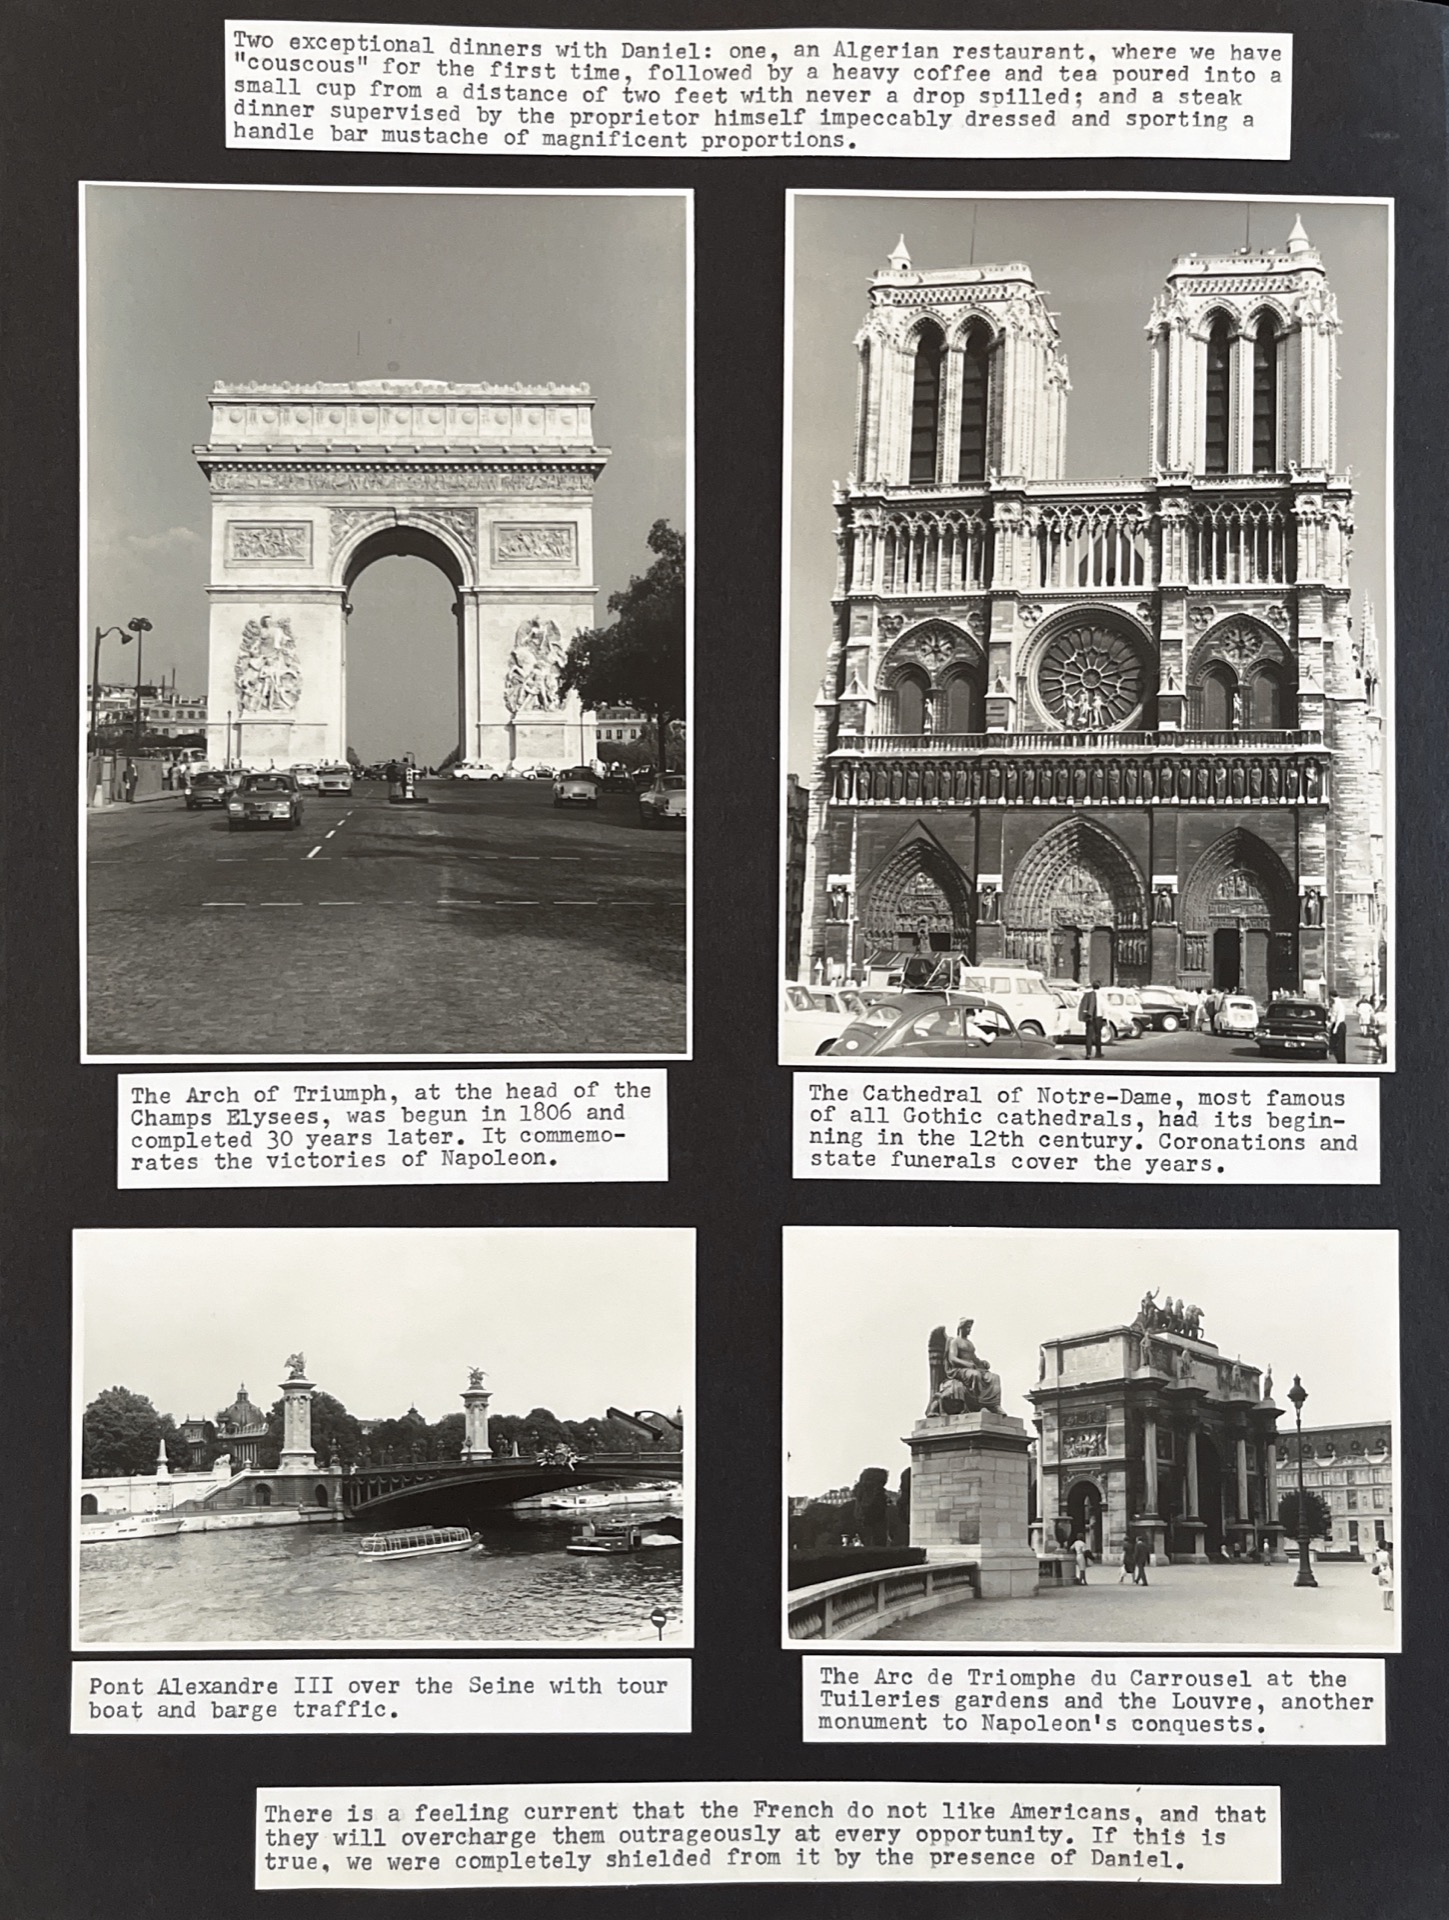 Two exceptional dinners with Daniel: one, an Algerian restaurant, where we have
"couscous" for the first time, followed by a heavy coffee and tea poured into a
small cup from a distance of two feet with never a drop spilled; and a steak
dinner supervised by the proprietor himself impeccably dressed and sporting a
handle bar mustache of magnificent proportions.
The Arch of Triumph, at the head of the
Champs Elysees, was begun in 1806 and
completed 30 years later. It commemo-
rates the victories of Napoleon.
The Cathedral of Notre-Dame, most famous
of all Gothic cathedrals, had its begin-
ning in the 12th century. Coronations and
state funerals cover the years.
Pont Alexandre III over the Seine with tour
boat and barge traffic.
The Arc de Triomphe du Carrousel at the
Tuileries gardens and the Louvre, another
monument to Napoleon's conquests.
There is a feeling current that the French do not like Americans, and that
they will overcharge them outrageously at every opportunity. If this is
true, we were completely shielded from it by the presence of Daniel.